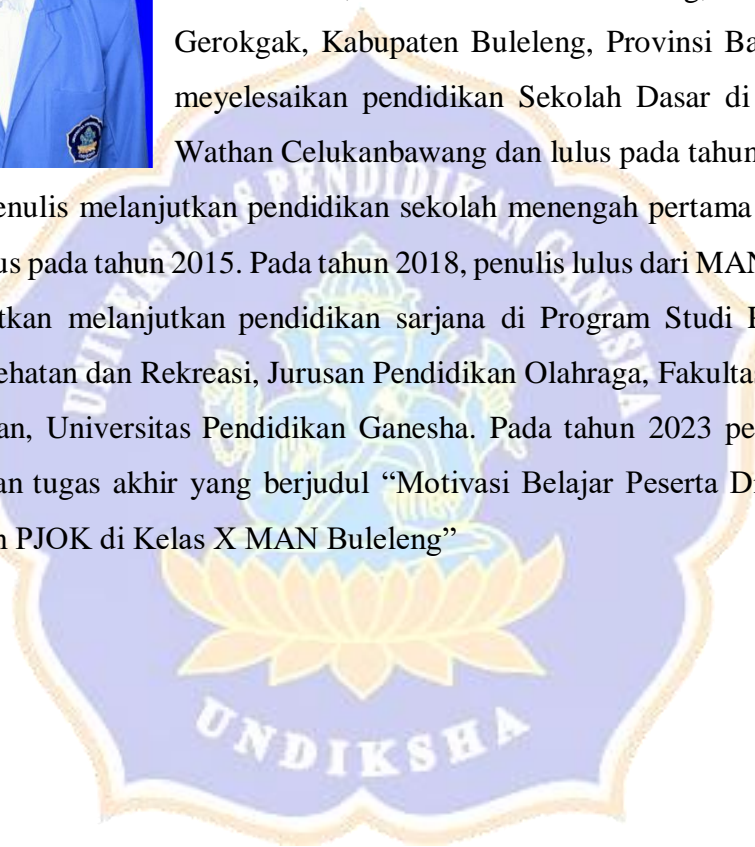 Gerokgak, Kabupaten Buleleng, Provinsi Ba
meyelesaikan pendidikan Sekolah Dasar di
Wathan Celukanbawang dan lulus pada tahun
enulis melanjutkan pendidikan sekolah menengah pertama
us pada tahun 2015. Pada tahun 2018, penulis lulus dari MAN
tkan melanjutkan pendidikan sarjana di Program Studi
ehatan dan Rekreasi, Jurusan Pendidikan Olahraga, Fakulta
an, Universitas Pendidikan Ganesha. Pada tahun 2023 pe
an tugas akhir yang berjudul “Motivasi Belajar Peserta D
n PJOK di Kelas X MAN Buleleng”
UNIVERSITAS PENDIDIKAN GANESHA
UNDIKSHA